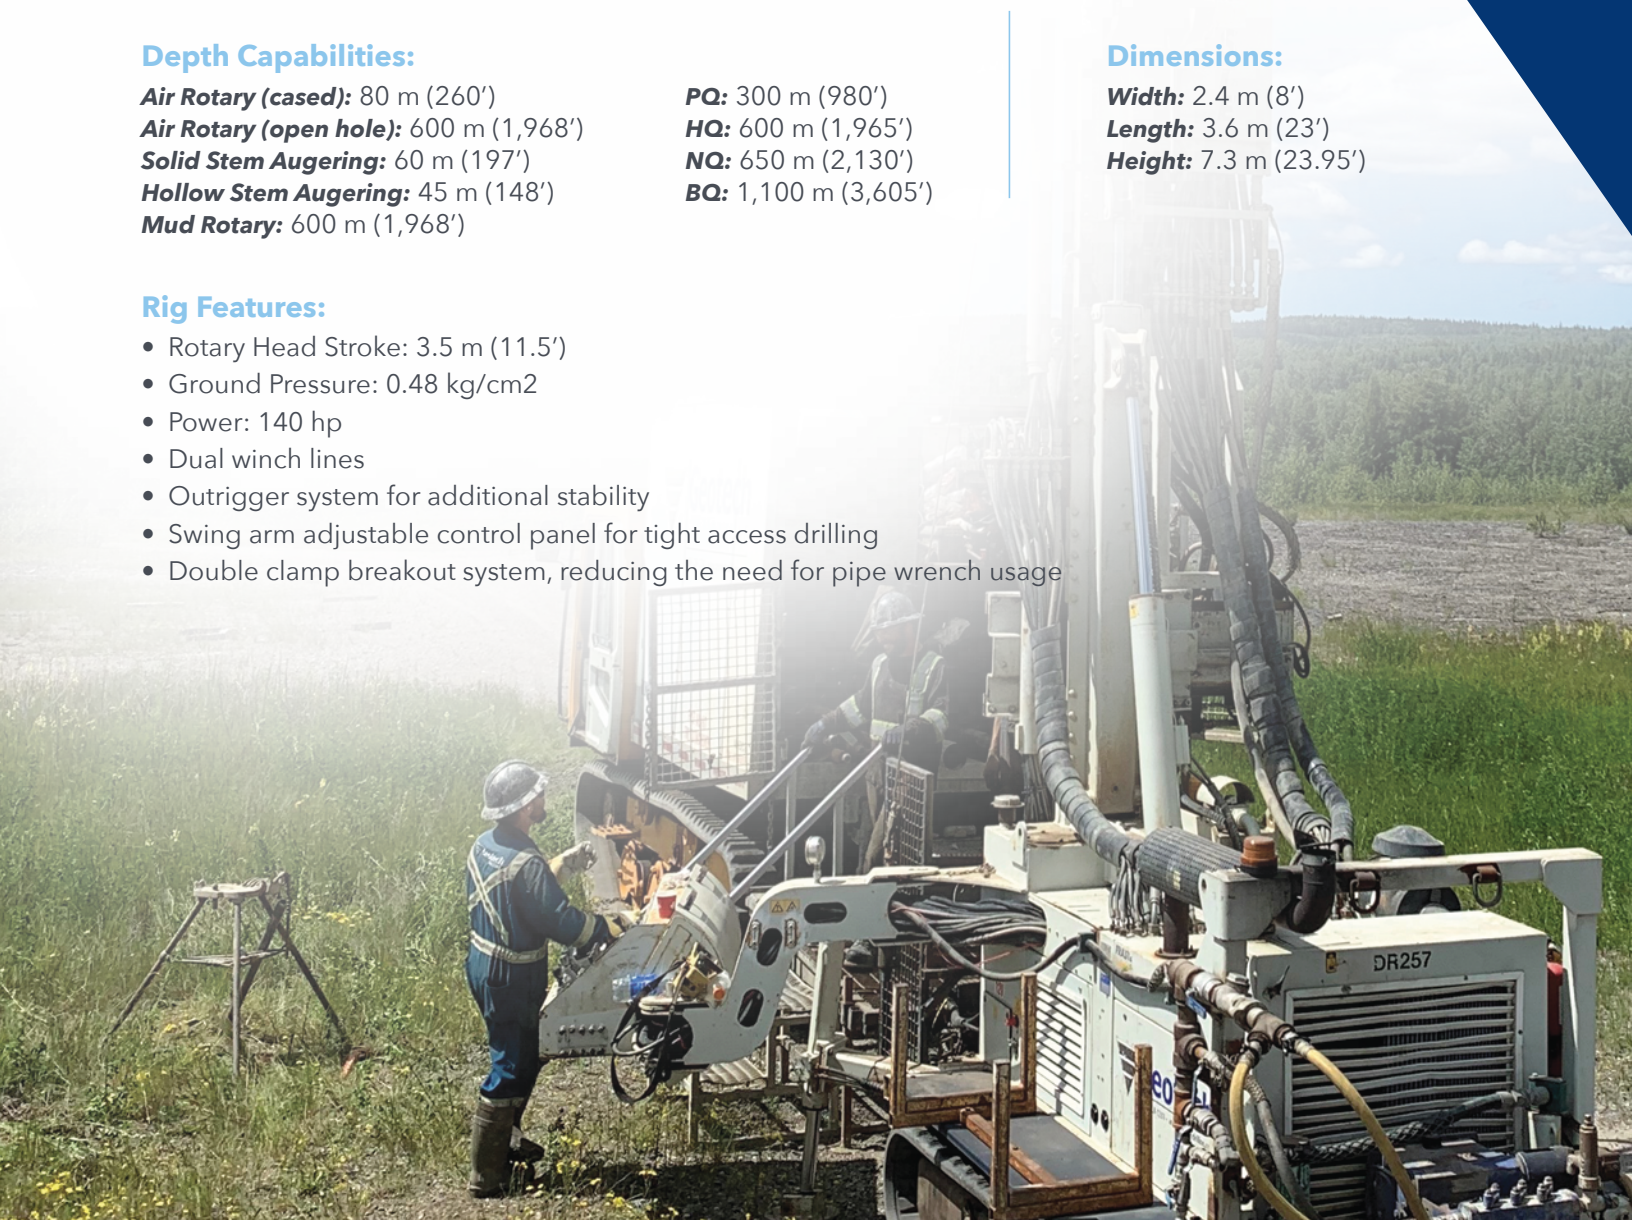 Depth Capabilities:
Air Rotary (cased): 80 m (260’)
Air Rotary (open hole): 600 m (1,968’)
Solid Stem Augering: 60 m (197’)
Hollow Stem Augering: 45 m (148’)
Mud Rotary: 600 m (1,968’)
PQ: 300 m (980’)
HQ: 600 m (1,965’)
NQ: 650 m (2,130’)
BQ: 1,100 m (3,605’)
Dimensions:
Width: 2.4 m (8’)
Length: 3.6 m (23’)
Height: 7.3 m (23.95’)
Rig Features:
• Rotary Head Stroke: 3.5 m (11.5’)
• Ground Pressure: 0.48 kg/cm2
• Power: 140 hp
• Dual winch lines
• Outrigger system for additional stability
• Swing arm adjustable control panel for tight access drilling
• Double clamp breakout system, reducing the need for pipe wrench usage
DR257